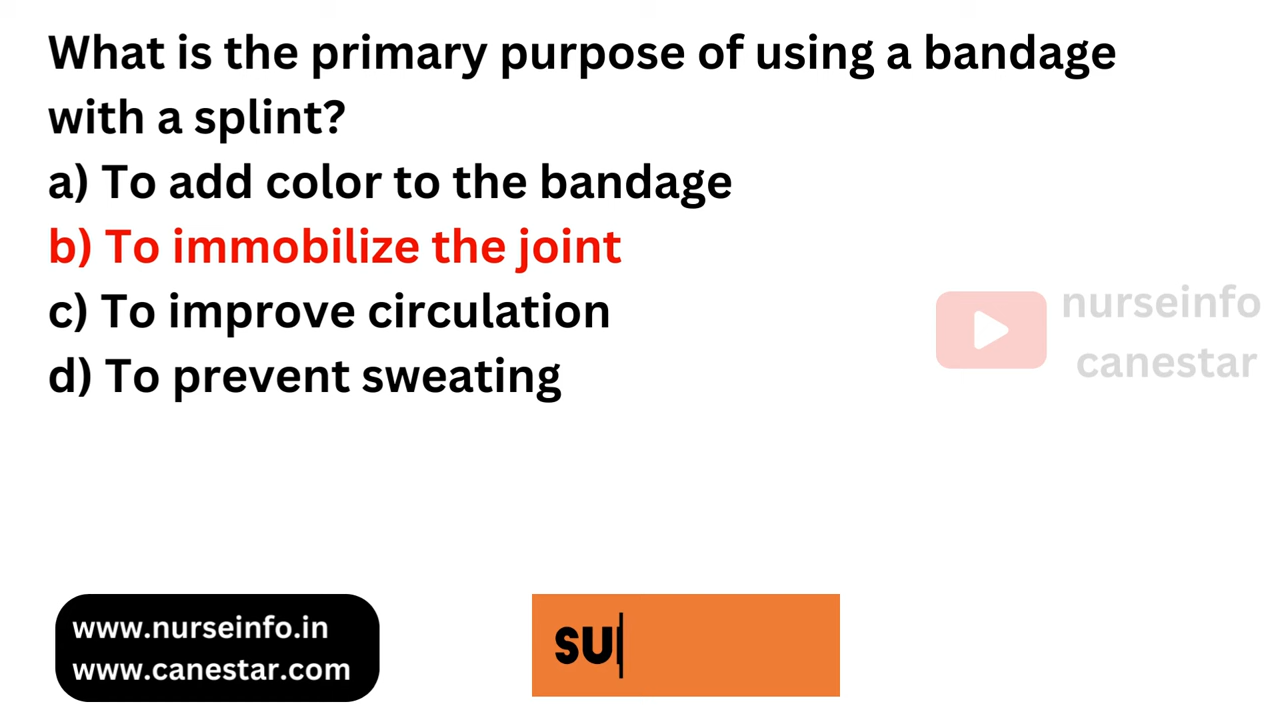 What is the primary purpose of using a bandage
with a splint?
a) To add color to the bandage
b) To immobilize the joint
c) To improve circulation
d) To prevent sweating
nurseinfo
canestar
www.nurseinfo.in
www.canestar.com
SU